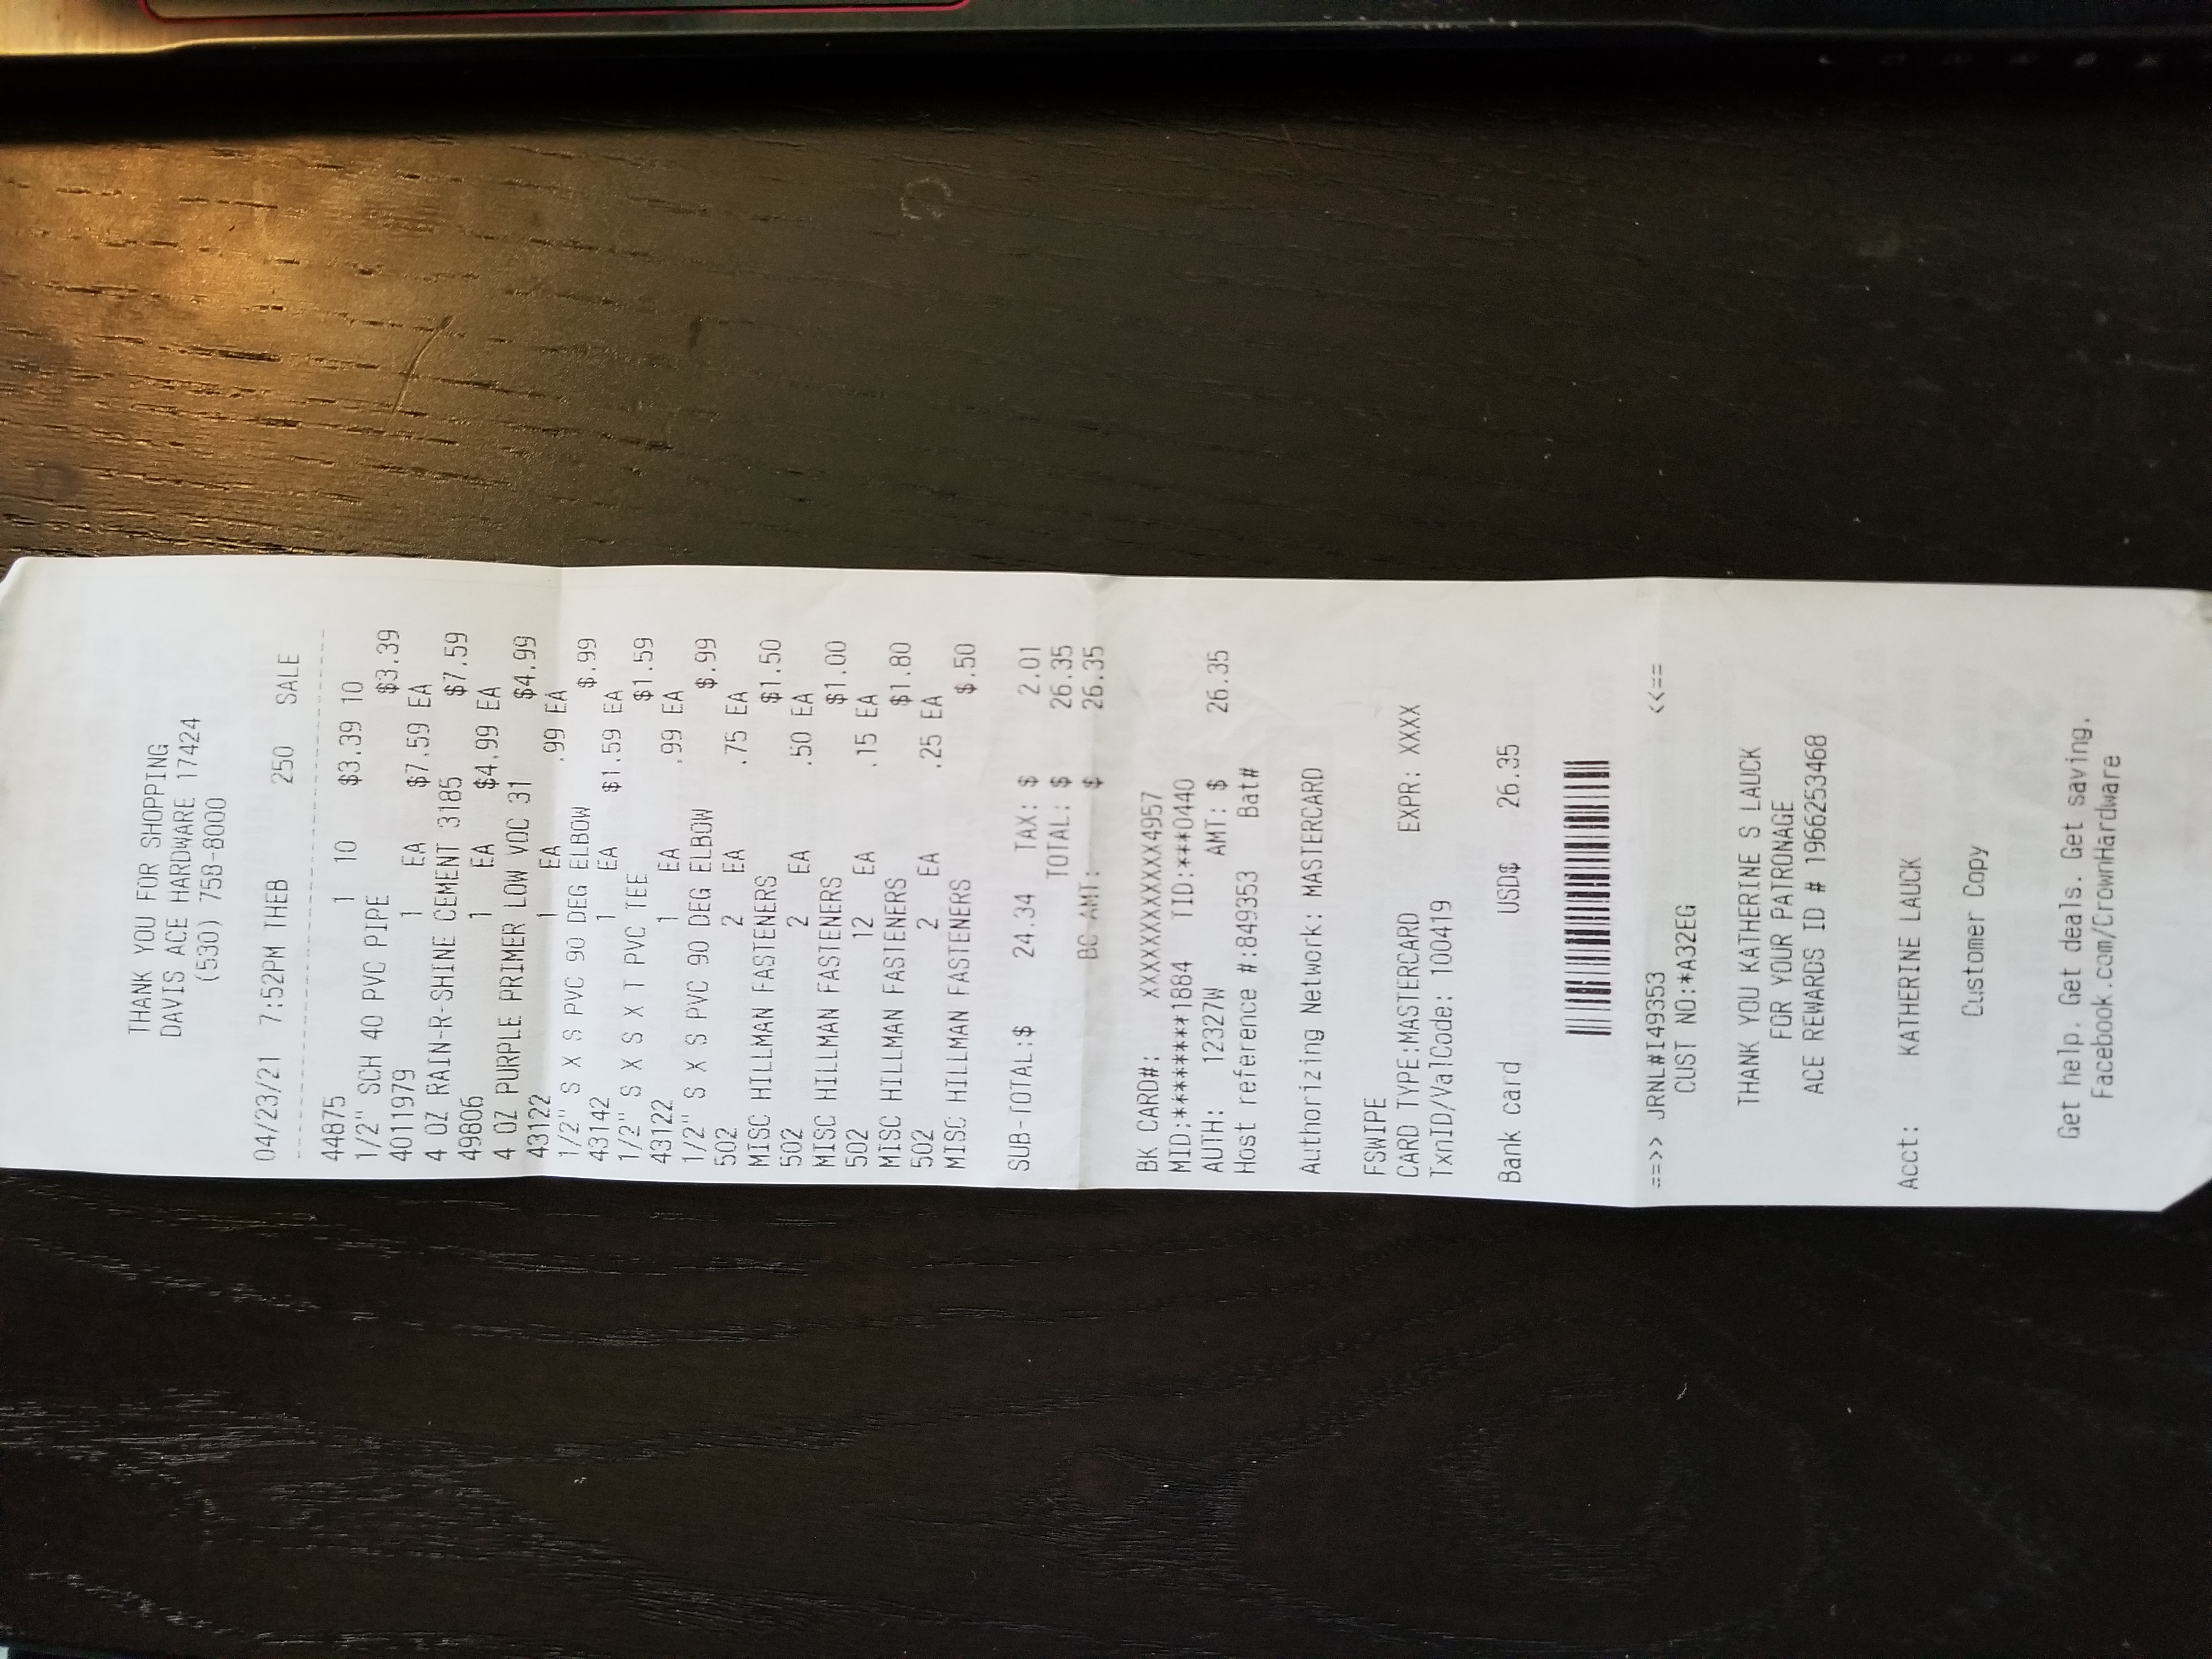 THANK YOU FOR SHOPPING
DAVIS ACE HARDWARE 17424
(530) 758-8000
04/23/21 7:52PM THEB 250 SALE
44875 1 10 $3.39 10
1/2" SCH 40 PVC PIPE $3.39
4011979 1 EA $7.59 EA
4 OZ RAIN-R-SHINE CEMENT 3185 $7.59
49806 1 EA $4.99 EA
4 OZ PURPLE PRIMER LOW VOC 31 $4.99
43122 1 EA .99 EA
1/2" S X S PVC 90 DEG ELBOW $.99
43142 1 EA $1.59 EA
1/2" S X S X T PVC TEE $1.59
43122 1 EA .99 EA
1/2" S X S PVC 90 DEG ELBOW $.99
502 2 EA .75 EA
MISC HILLMAN FASTENERS $1.50
502 2 EA .50 EA
MISC HILLMAN FASTENERS $1.00
502 12 EA .15 EA
MISC HILLMAN FASTENERS $1.80
502 2 EA .25 EA
MISC HILLMAN FASTENERS $.50
SUB-TOTAL:$ 24.34 TAX: $ 2.01
TOTAL: $ 26.35
BC AMT: $ 26.35
BK CARD#: XXXXXXXXXXXX4957
MID:********1884 TID:***0440
AUTH: 12327W AMT: $ 26.35
Host reference #:849353 Bat#
Authorizing Network: MASTERCARD
FSWIPE
CARD TYPE:MASTERCARD EXPR: XXXX
TxnID/ValCode: 100419
Bank card USD$ 26.35
==>> JRNL#I49353 <<==
CUST NO:*A32EG
THANK YOU KATHERINE S LAUCK
FOR YOUR PATRONAGE
ACE REWARDS ID # 1966253468
Acct: KATHERINE LAUCK
Customer Copy
Get help. Get deals. Get saving.
Facebook.com/CrownHardware